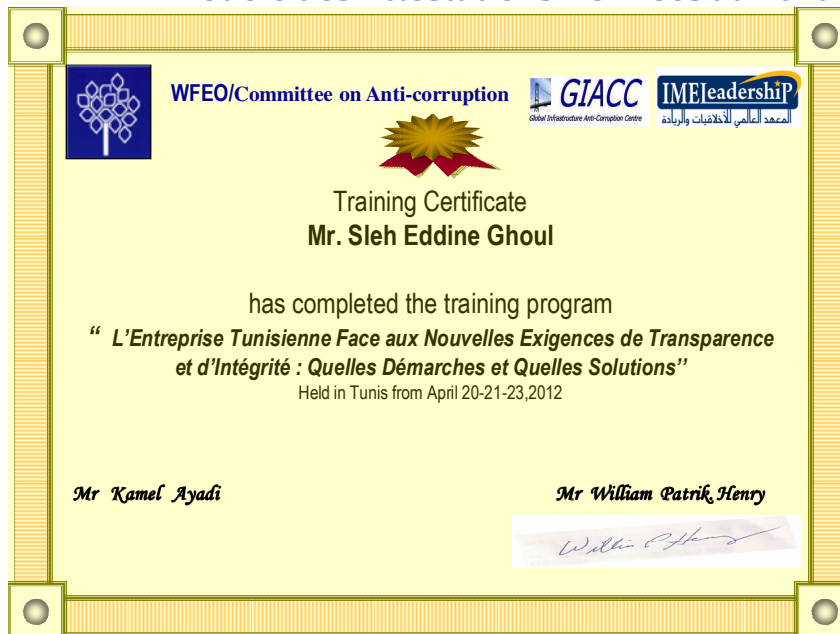 WFEO/Committee on Anti-corruption
GIACC
Global Infrastructure Anti-Corruption Centre
IMELeadershiP
المعهد العالمي للأخلاقيات والريادة
Training Certificate
Mr. Sleh Eddine Ghoul
has completed the training program
“ L’Entreprise Tunisienne Face aux Nouvelles Exigences de Transparence
et d’Intégrité : Quelles Démarches et Quelles Solutions’’
Held in Tunis from April 20-21-23,2012
Mr Kamel Ayadi
Mr William Patrik Henry